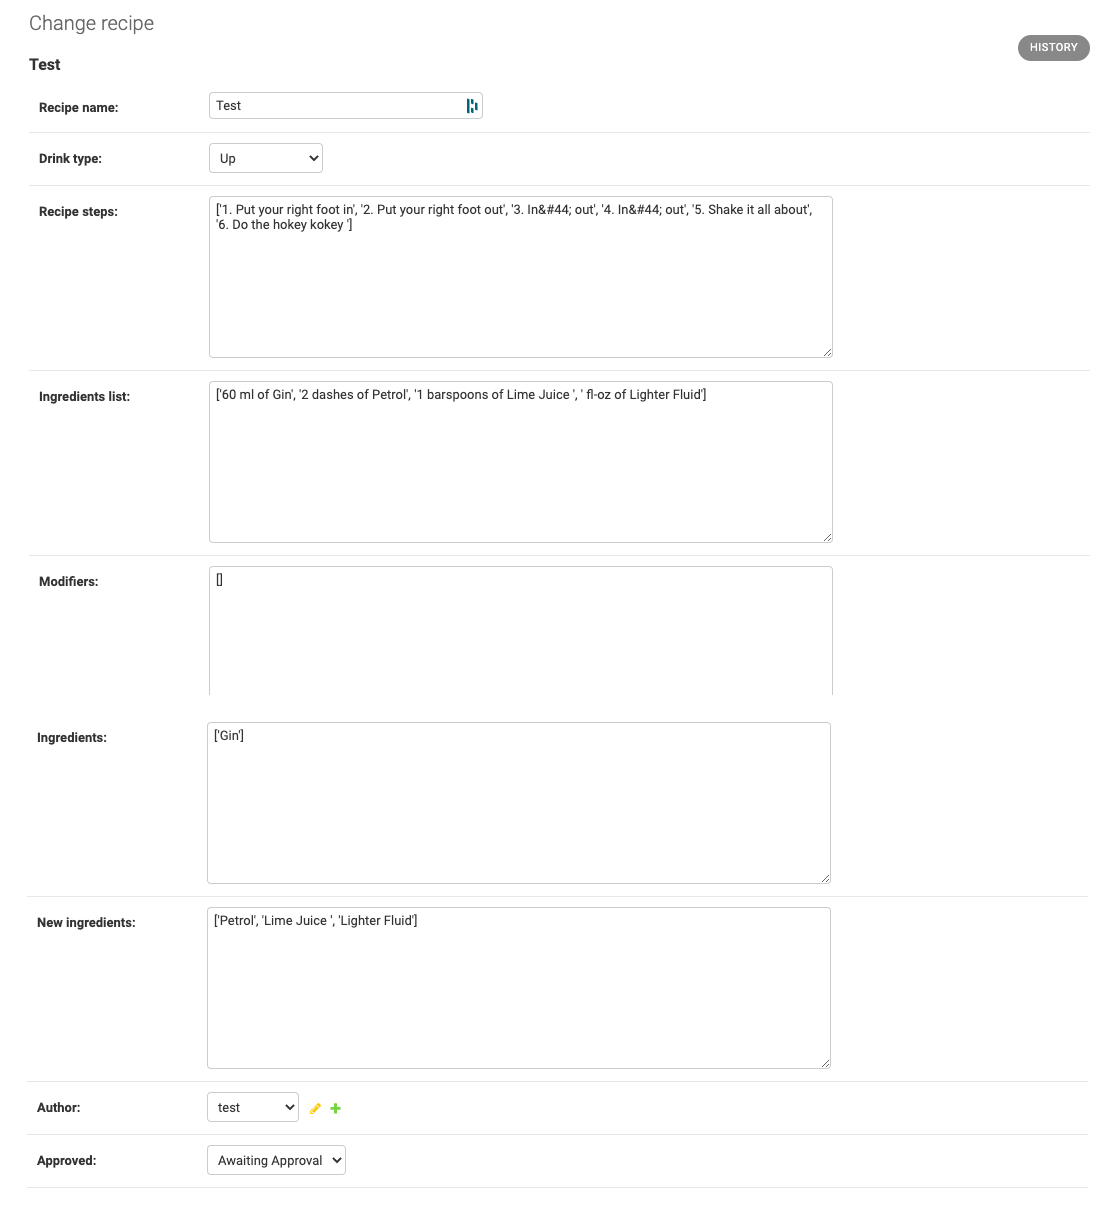 Change recipe
HISTORY
Test
Recipe name:
Test
Drink type:
Up
Recipe steps:
['1. Put your right foot in', '2. Put your right foot out', '3. In&#44; out', '4. In&#44; out', '5. Shake it all about',
'6. Do the hokey kokey ']
Ingredients list:
['60 ml of Gin', '2 dashes of Petrol', '1 barspoons of Lime Juice ', ' fl-oz of Lighter Fluid']
Modifiers:
[]
Ingredients:
['Gin']
New ingredients:
['Petrol', 'Lime Juice ', 'Lighter Fluid']
Author:
test
Approved:
Awaiting Approval